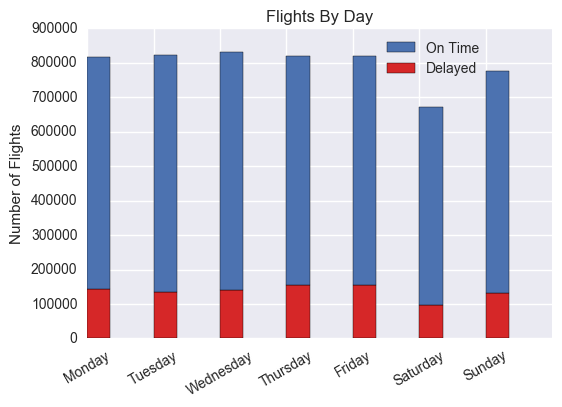 Flights By Day
On Time
Delayed
Number of Flights
900000
800000
700000
600000
500000
400000
300000
200000
100000
0
Monday
Tuesday
Wednesday
Thursday
Friday
Saturday
Sunday